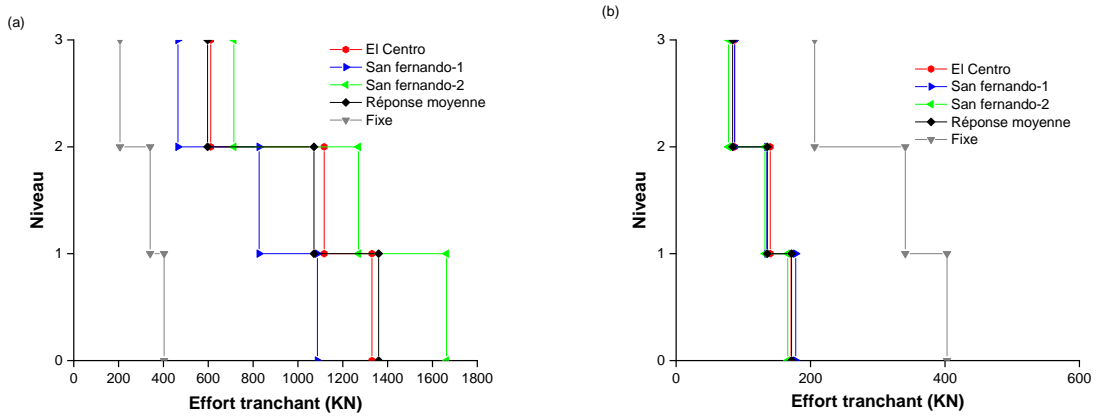 (a)
3
2
1
0
Niveau
0 200 400 600 800 1000 1200 1400 1600 1800
Effort tranchant (KN)
El Centro
San fernando-1
San fernando-2
Réponse moyenne
Fixe
(b)
3
2
1
0
Niveau
0 200 400 600
Effort tranchant (KN)
El Centro
San fernando-1
San fernando-2
Réponse moyenne
Fixe